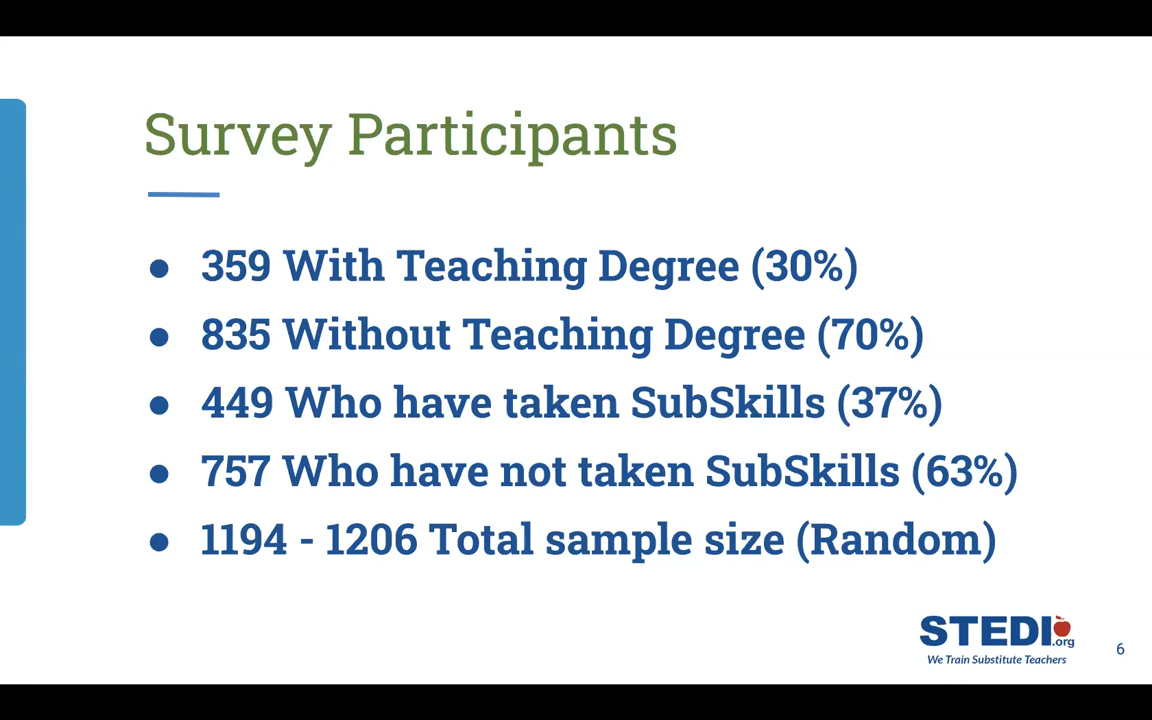 Survey Participants
● 359 With Teaching Degree (30%)
● 835 Without Teaching Degree (70%)
● 449 Who have taken SubSkills (37%)
● 757 Who have not taken SubSkills (63%)
● 1194 - 1206 Total sample size (Random)
STEDI.org
We Train Substitute Teachers
6